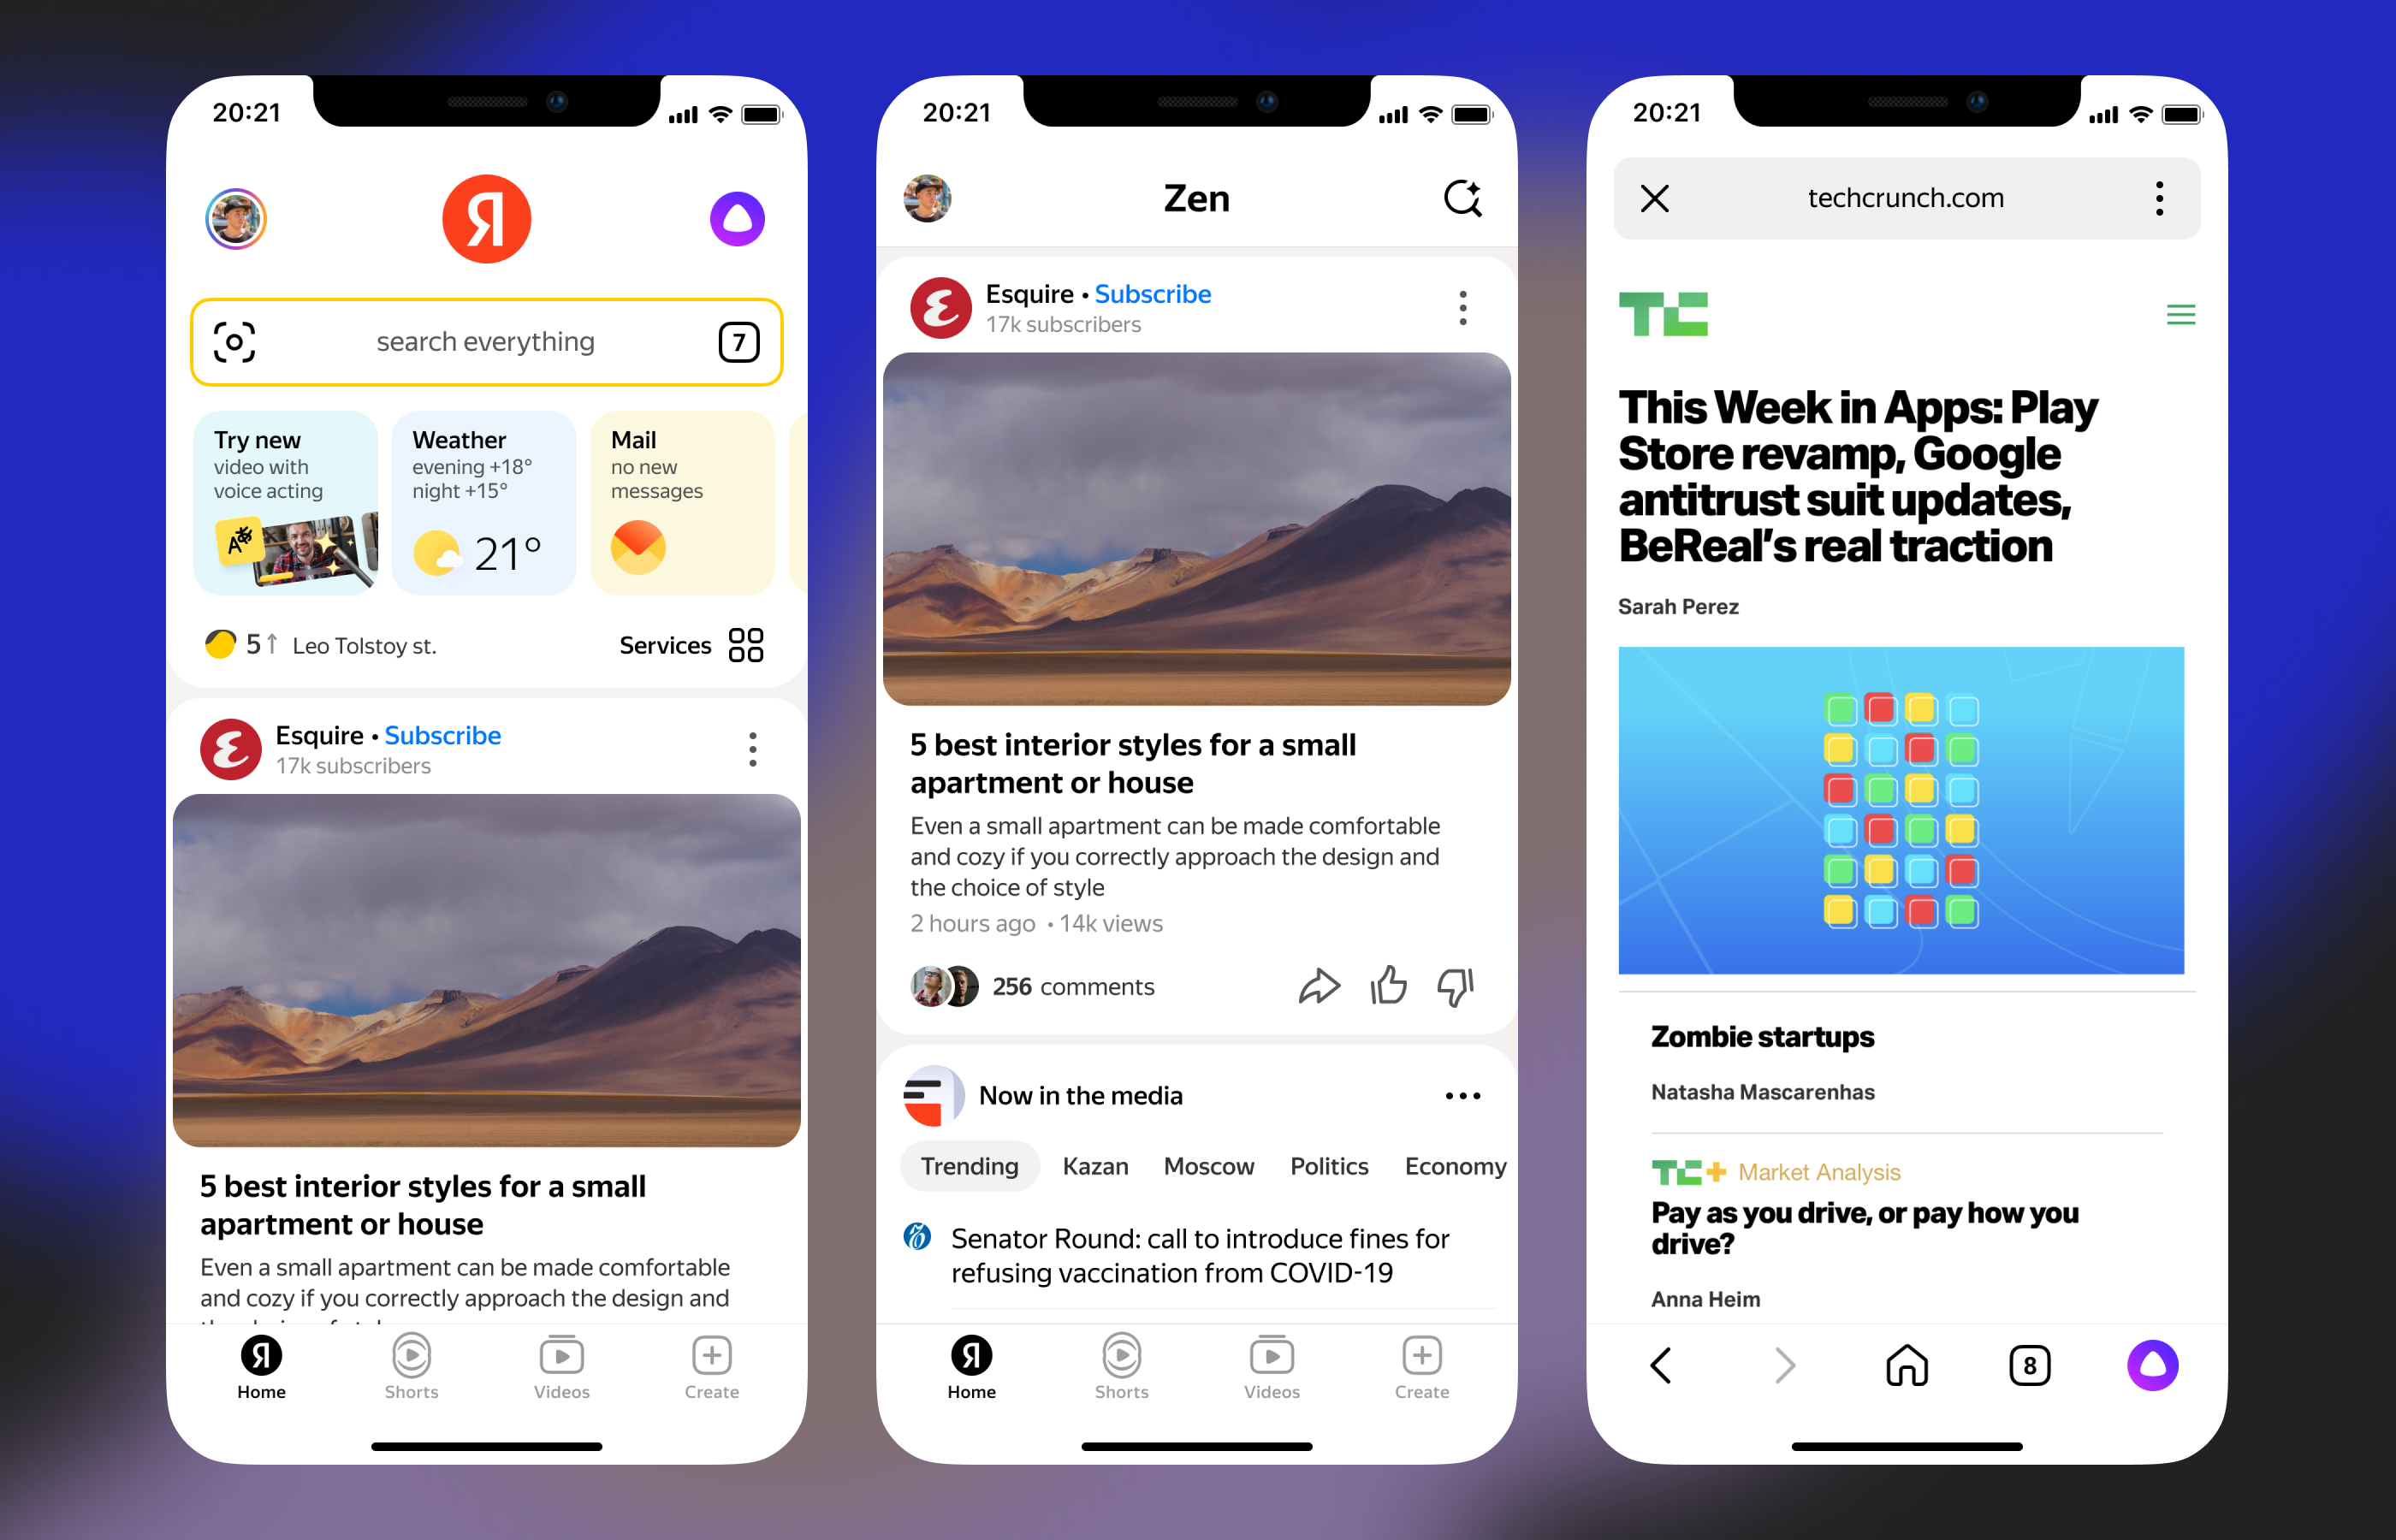 20:21
Я
search everything
7
Try new
video with
voice acting
Weather
evening +18°
night +15°
21°
Mail
no new
messages
5↑ Leo Tolstoy st.
Services
Esquire • Subscribe
17k subscribers
5 best interior styles for a small
apartment or house
Even a small apartment can be made comfortable
and cozy if you correctly approach the design and
Я
Home
Shorts
Videos
Create
20:21
Zen
Esquire • Subscribe
17k subscribers
5 best interior styles for a small
apartment or house
Even a small apartment can be made comfortable
and cozy if you correctly approach the design and
the choice of style
2 hours ago • 14k views
256 comments
Now in the media
Trending Kazan Moscow Politics Economy
Senator Round: call to introduce fines for
refusing vaccination from COVID-19
Я
Home
Shorts
Videos
Create
20:21
techcrunch.com
TC
This Week in Apps: Play
Store revamp, Google
antitrust suit updates,
BeReal’s real traction
Sarah Perez
Zombie startups
Natasha Mascarenhas
TC+ Market Analysis
Pay as you drive, or pay how you
drive?
Anna Heim
8